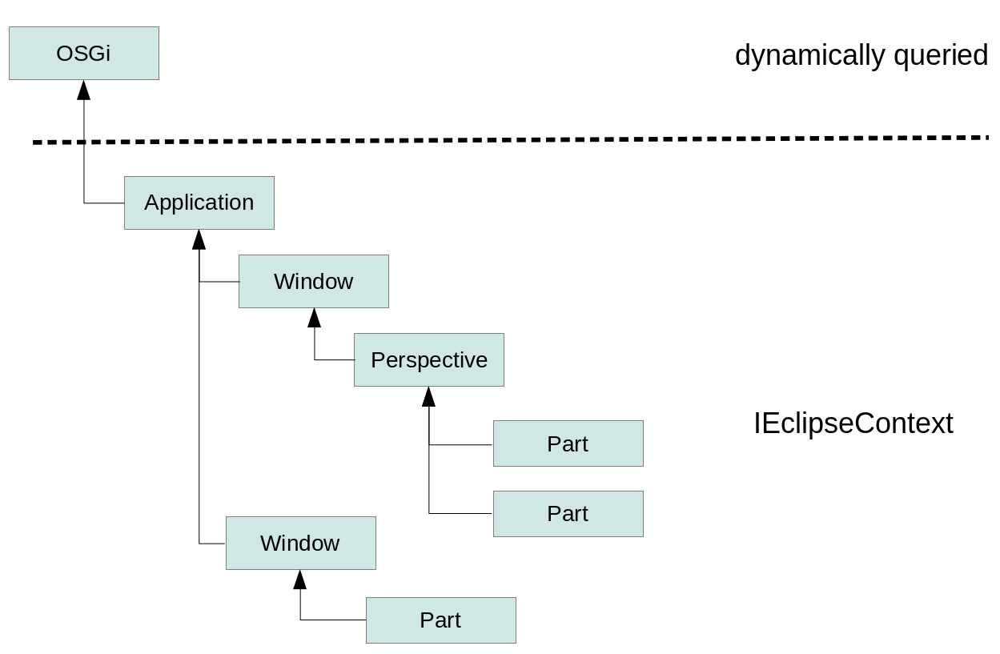 OSGi
dynamically queried
Application
Window
Perspective
IEclipseContext
Part
Part
Window
Part